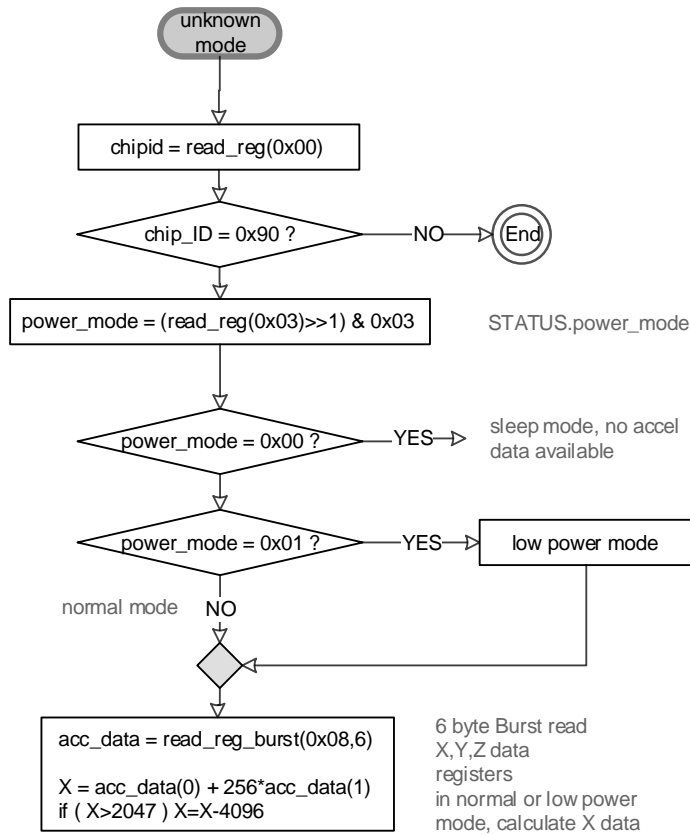 unknown
mode
chipid = read_reg(0x00)
chip_ID = 0x90 ?
NO
End
power_mode = (read_reg(0x03)>>1) & 0x03
STATUS.power_mode
power_mode = 0x00 ?
YES
sleep mode, no accel
data available
power_mode = 0x01 ?
YES
low power mode
normal mode
NO
acc_data = read_reg_burst(0x08,6)
X = acc_data(0) + 256*acc_data(1)
if ( X>2047 ) X=X-4096
6 byte Burst read
X,Y,Z data
registers
in normal or low power
mode, calculate X data